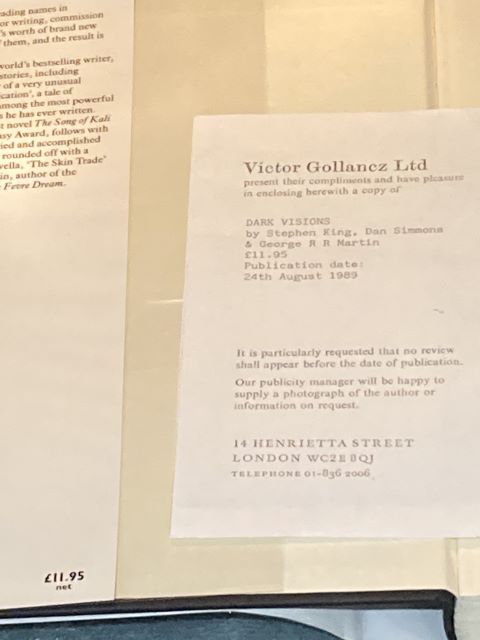 ading names in
or writing, commission
's worth of brand new
them, and the result is
world's bestselling writer,
stories, including
of a very unusual
cation', a tale of
among the most powerful
s he has ever written.
t novel The Song of Kali
asy Award, follows with
ied and accomplished
rounded off with a
vella, 'The Skin Trade'
in, author of the
Fevre Dream.
£11.95
net
Victor Gollancz Ltd
present their compliments and have pleasure
in enclosing herewith a copy of
DARK VISIONS
by Stephen King, Dan Simmons
& George R R Martin
£11.95
Publication date:
24th August 1989
It is particularly requested that no review
shall appear before the date of publication.
Our publicity manager will be happy to
supply a photograph of the author or
information on request.
14 HENRIETTA STREET
LONDON WC2E 8QJ
TELEPHONE 01-836 2006